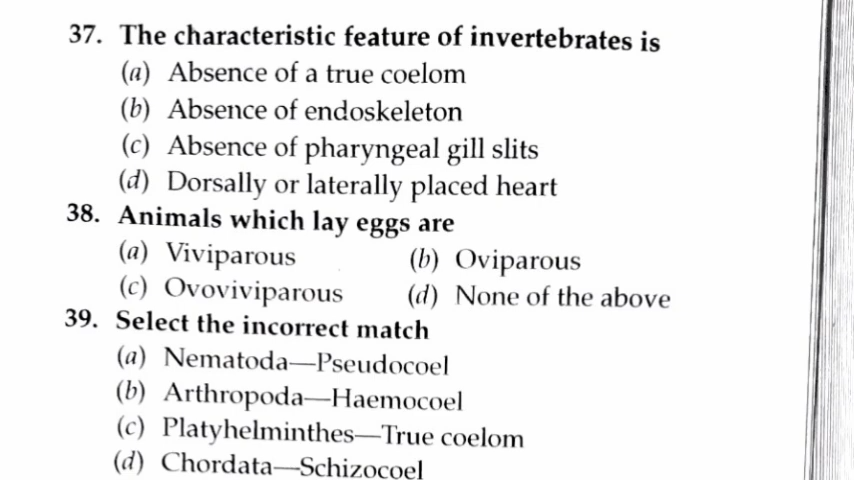 37. The characteristic feature of invertebrates is
(a) Absence of a true coelom
(b) Absence of endoskeleton
(c) Absence of pharyngeal gill slits
(d) Dorsally or laterally placed heart
38. Animals which lay eggs are
(a) Viviparous (b) Oviparous
(c) Ovoviviparous (d) None of the above
39. Select the incorrect match
(a) Nematoda—Pseudocoel
(b) Arthropoda—Haemocoel
(c) Platyhelminthes—True coelom
(d) Chordata—Schizocoel